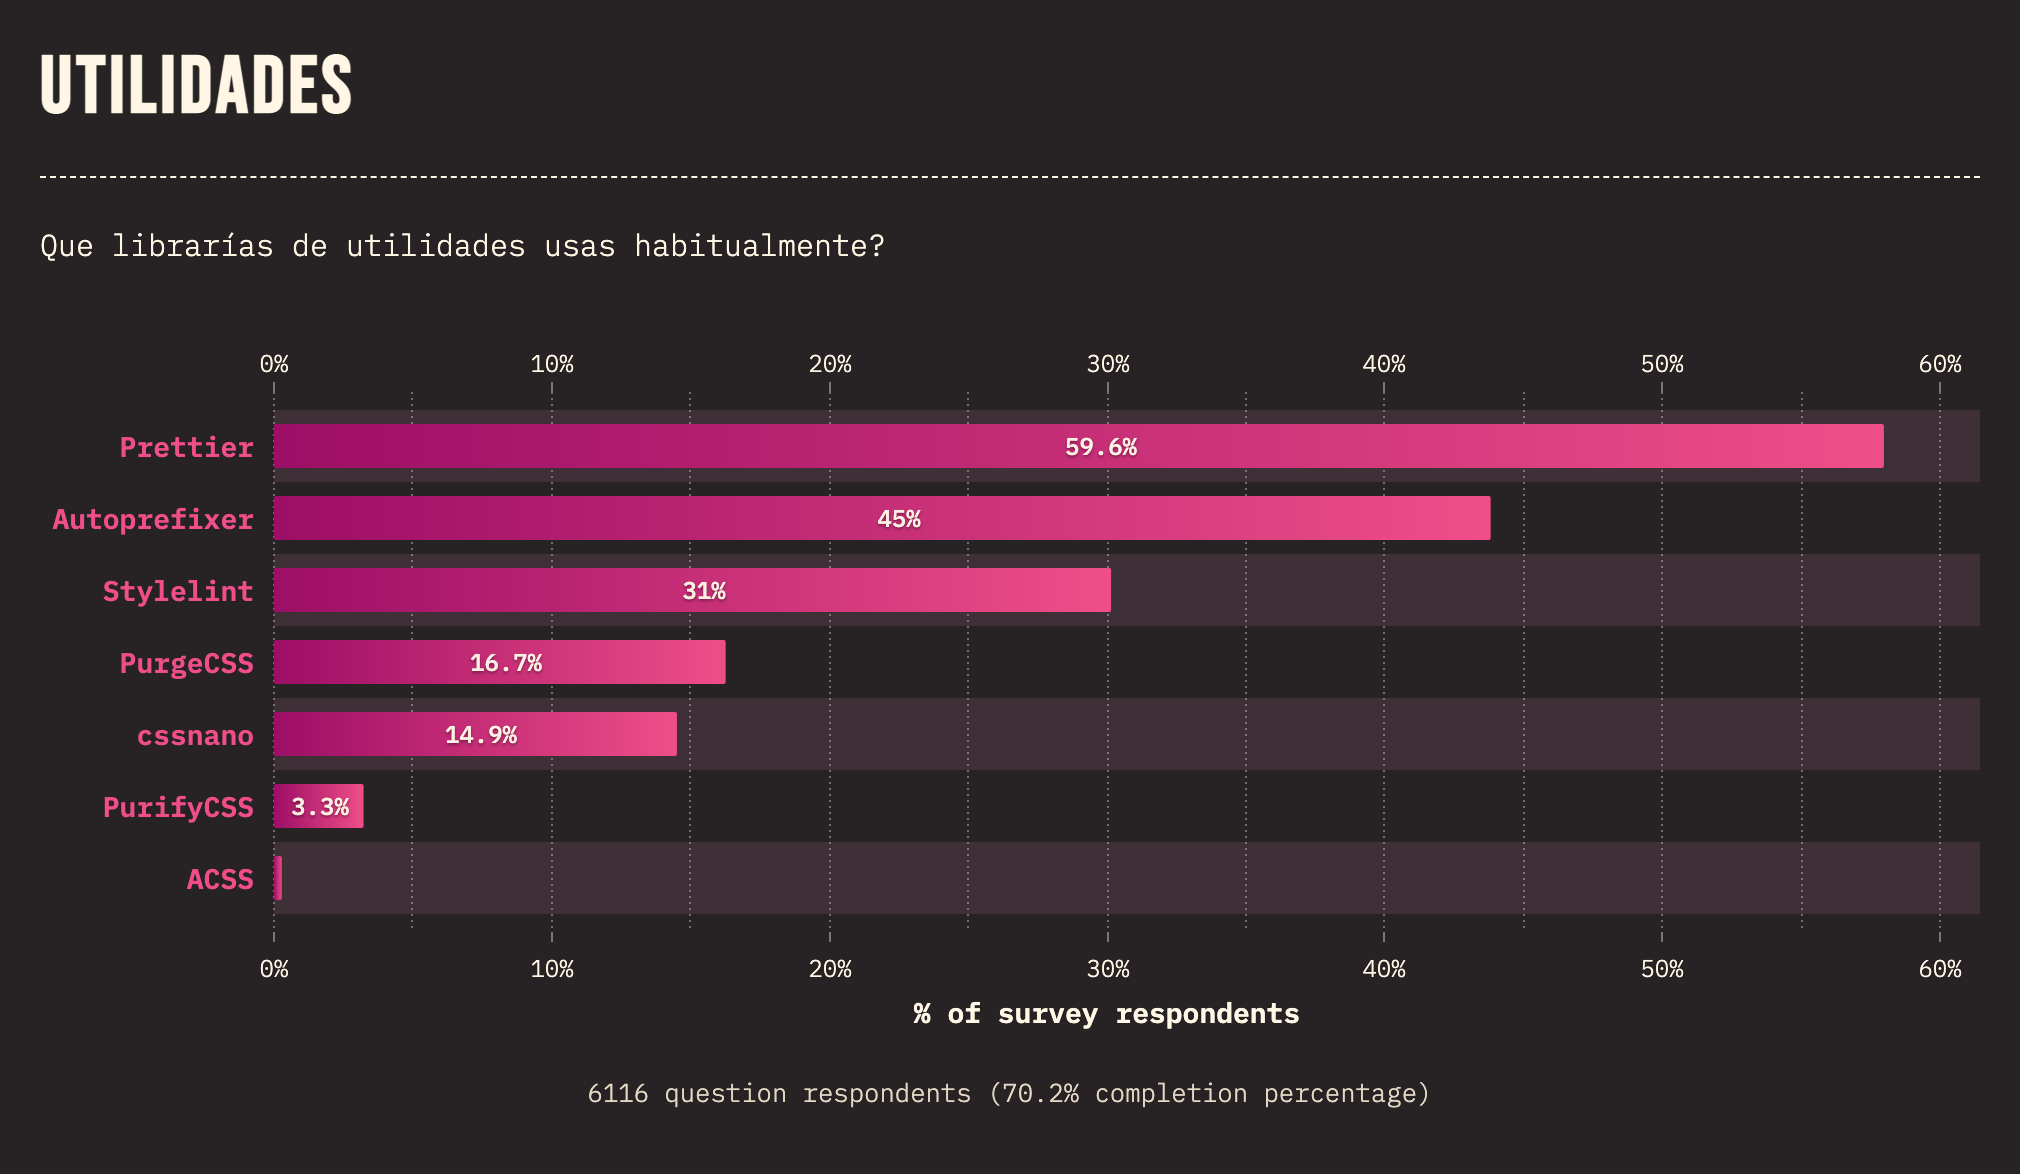 UTILIDADES
Que librarías de utilidades usas habitualmente?
0% 10% 20% 30% 40% 50% 60%
Prettier 59.6%
Autoprefixer 45%
Stylelint 31%
PurgeCSS 16.7%
cssnano 14.9%
PurifyCSS 3.3%
ACSS
0% 10% 20% 30% 40% 50% 60%
% of survey respondents
6116 question respondents (70.2% completion percentage)